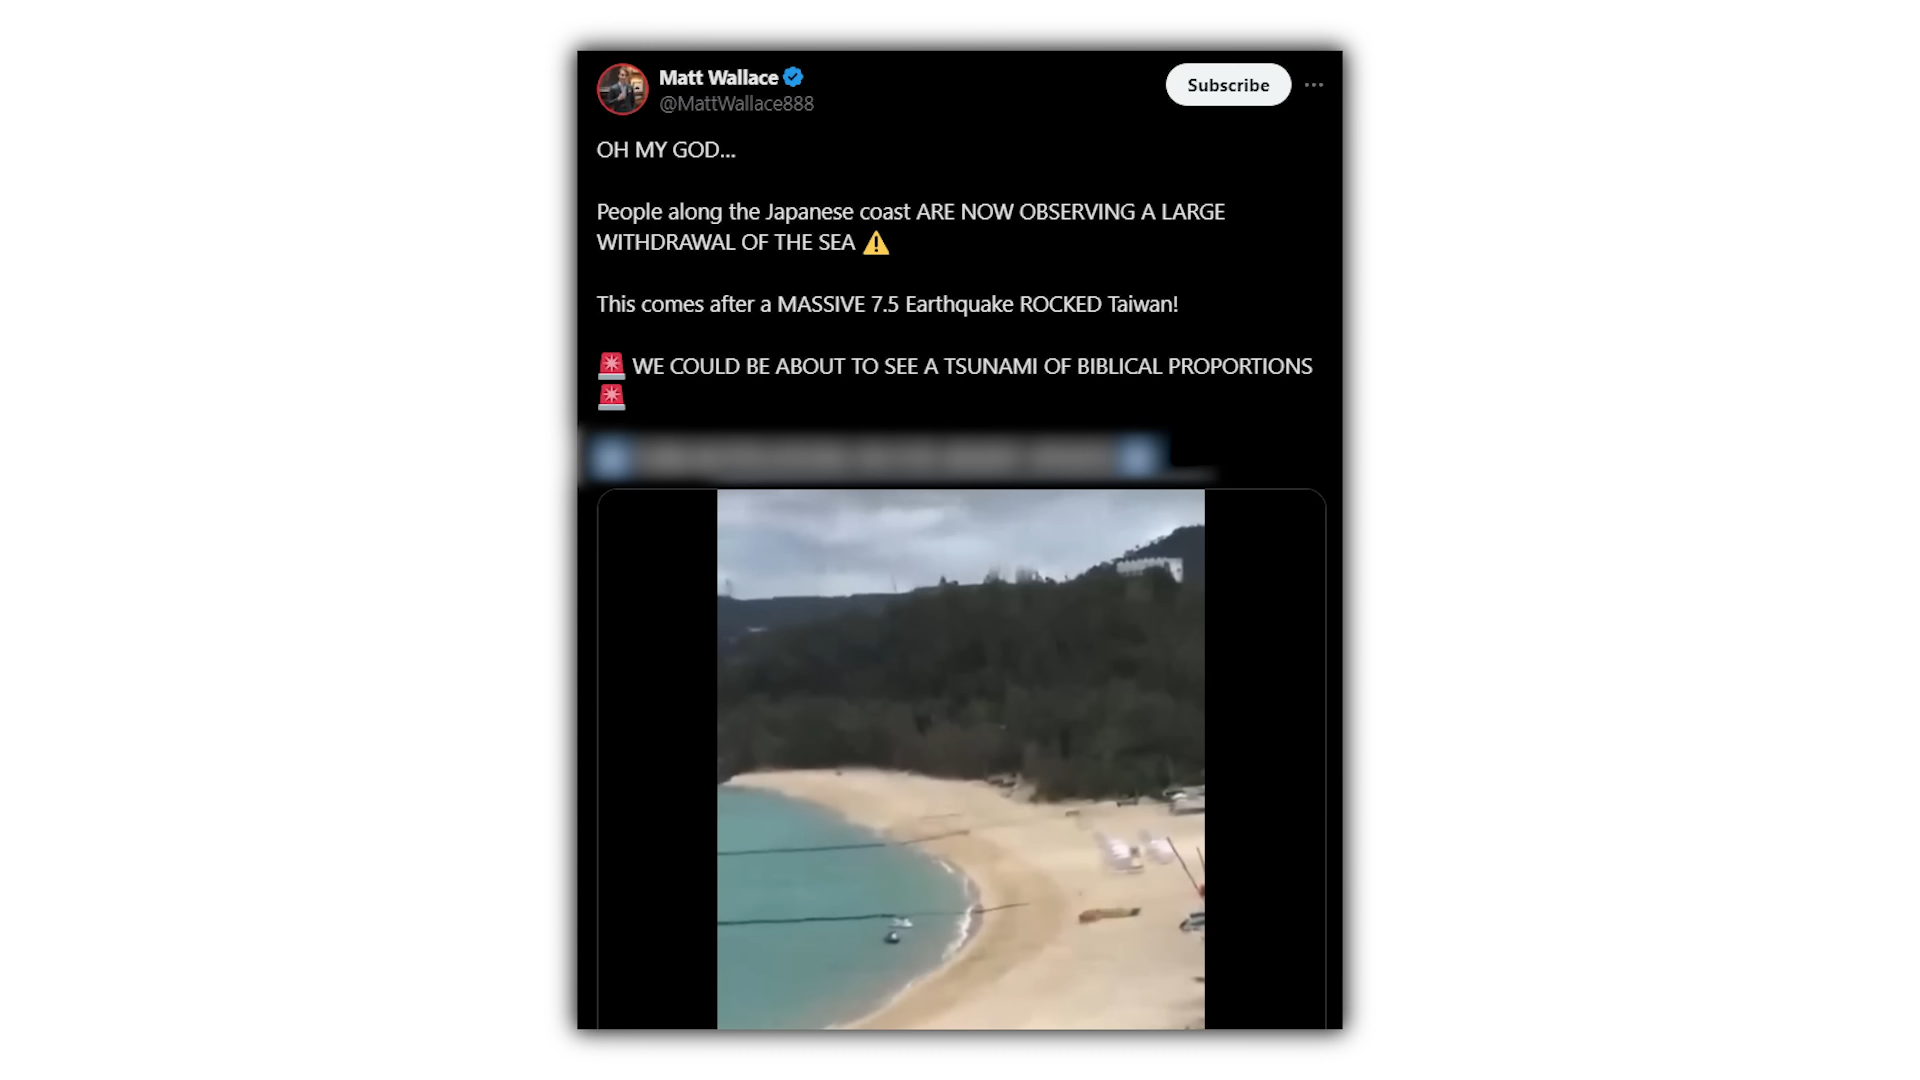 Matt Wallace
@MattWallace888
Subscribe
OH MY GOD...
People along the Japanese coast ARE NOW OBSERVING A LARGE
WITHDRAWAL OF THE SEA ⚠️
This comes after a MASSIVE 7.5 Earthquake ROCKED Taiwan!
🚨 WE COULD BE ABOUT TO SEE A TSUNAMI OF BIBLICAL PROPORTIONS
🚨